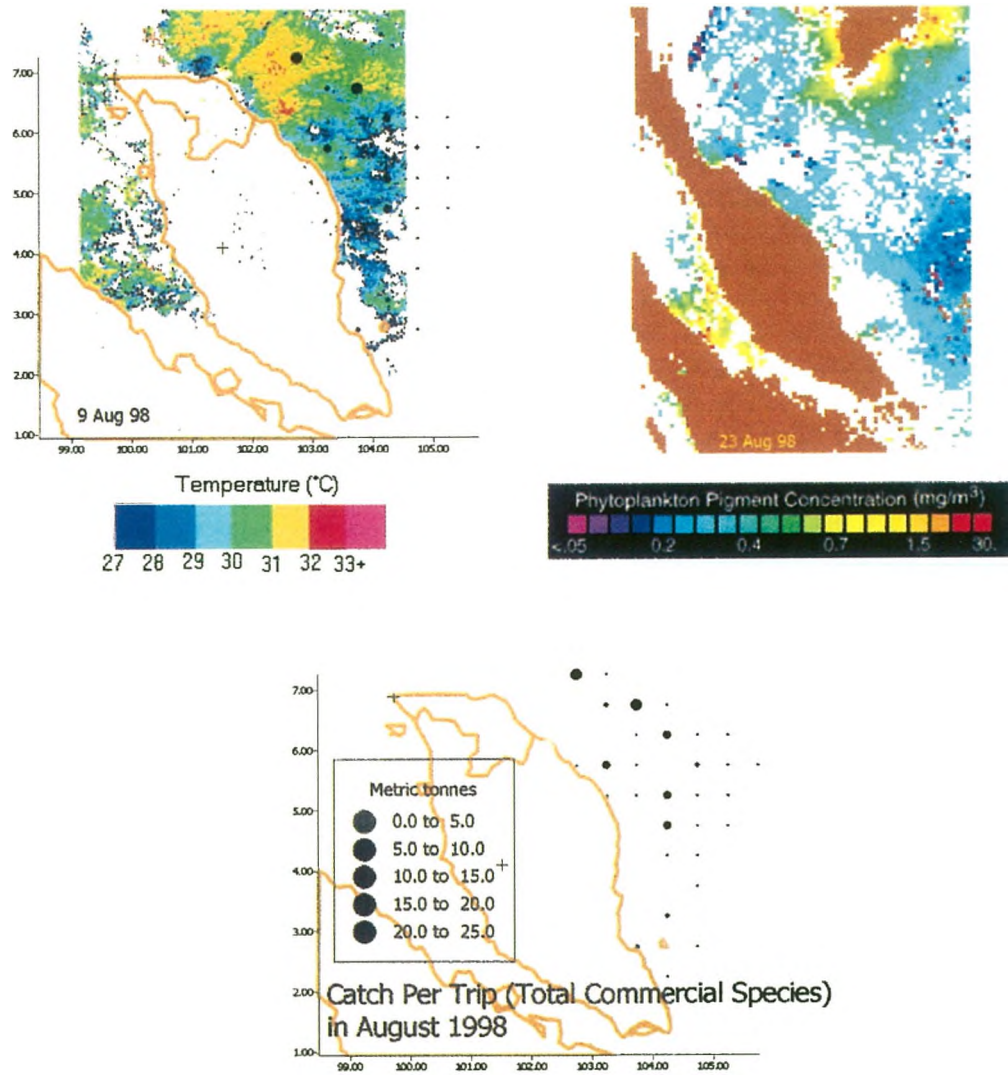 7.00
6.00
5.00
4.00
3.00
2.00
1.00
9 Aug 98
99.00 100.00 101.00 102.00 103.00 104.00 105.00
Temperature (°C)
27 28 29 30 31 32 33+
23 Aug 98
Phytoplankton Pigment Concentration (mg/m³)
<.05 0.2 0.4 0.7 1.5 30.
7.00
6.00
5.00
4.00
3.00
2.00
1.00
Metric tonnes
0.0 to 5.0
5.0 to 10.0
10.0 to 15.0
15.0 to 20.0
20.0 to 25.0
Catch Per Trip (Total Commercial Species)
in August 1998
99.00 100.00 101.00 102.00 103.00 104.00 105.00